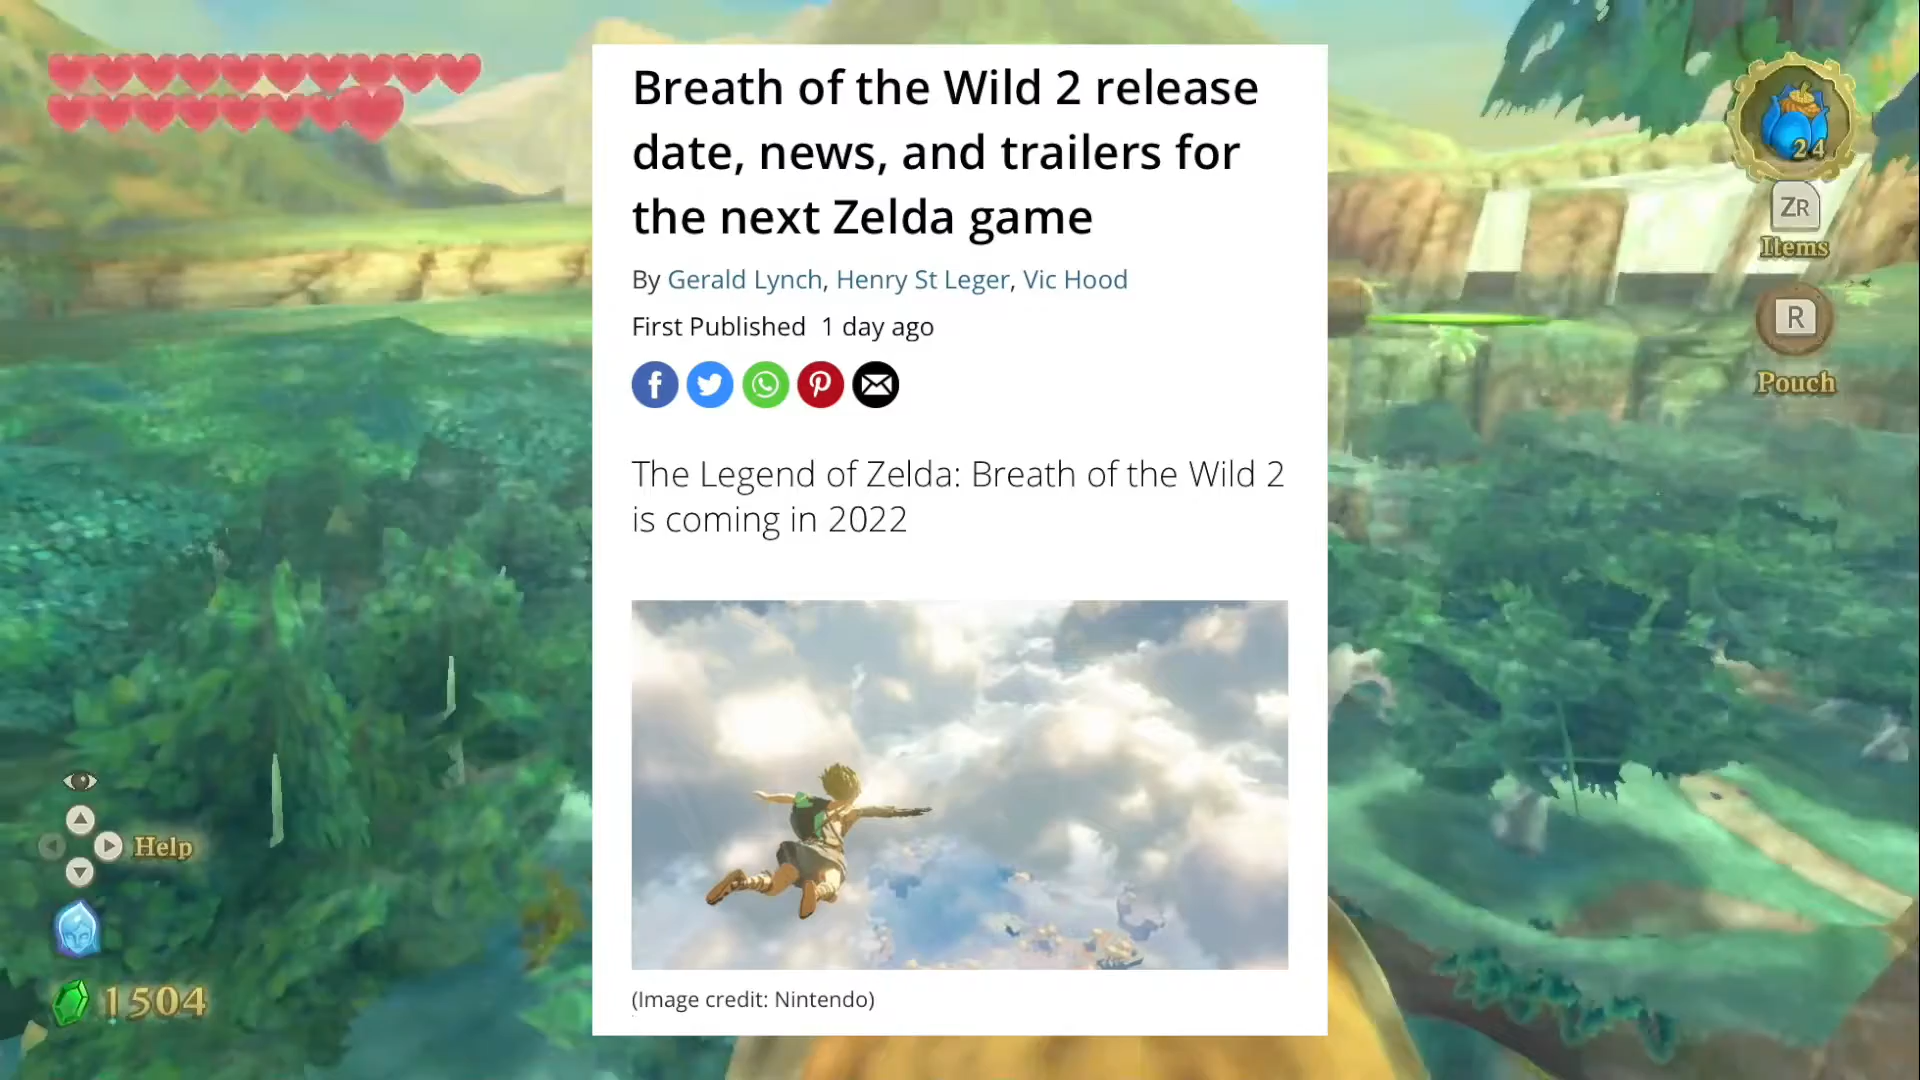 Breath of the Wild 2 release
date, news, and trailers for
the next Zelda game
By Gerald Lynch, Henry St Leger, Vic Hood
First Published 1 day ago
The Legend of Zelda: Breath of the Wild 2
is coming in 2022
(Image credit: Nintendo)
24
ZR
Items
R
Pouch
Help
1504